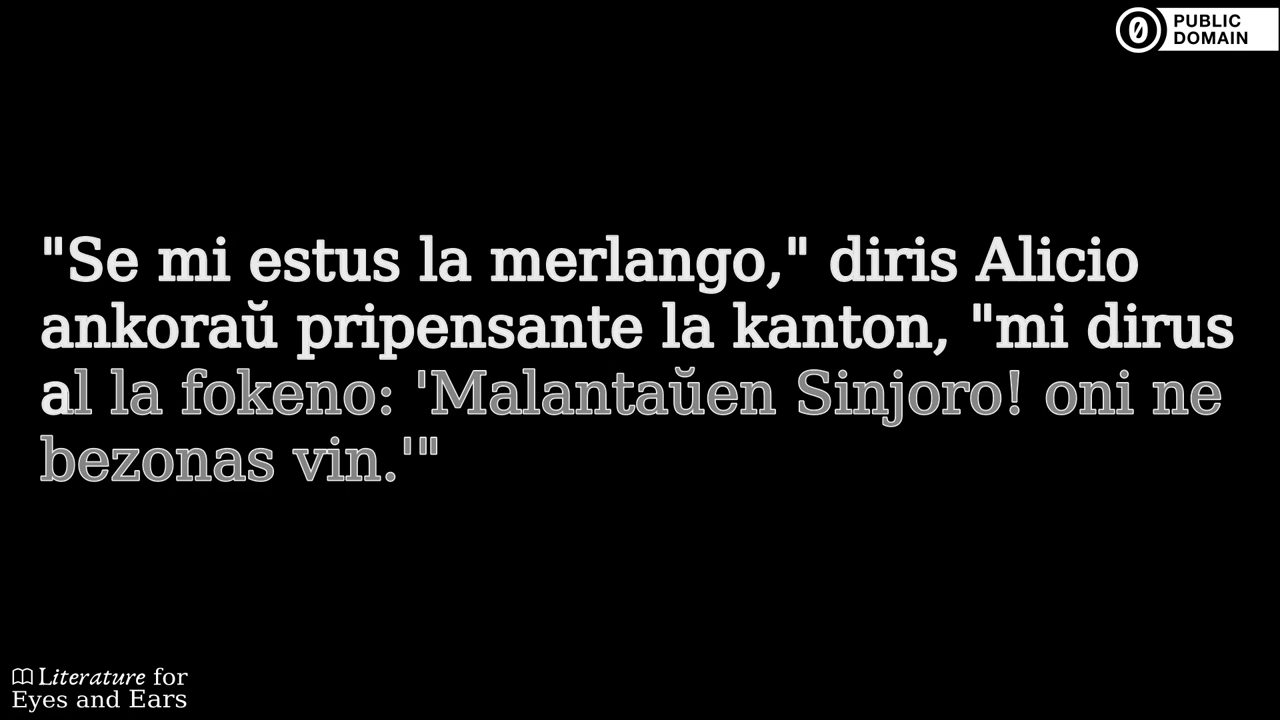 PUBLIC
DOMAIN
"Se mi estus la merlango," diris Alicio
ankoraŭ pripensante la kanton, "mi dirus
al la fokeno: 'Malantaŭen Sinjoro! oni ne
bezonas vin.'"
Literature for
Eyes and Ears